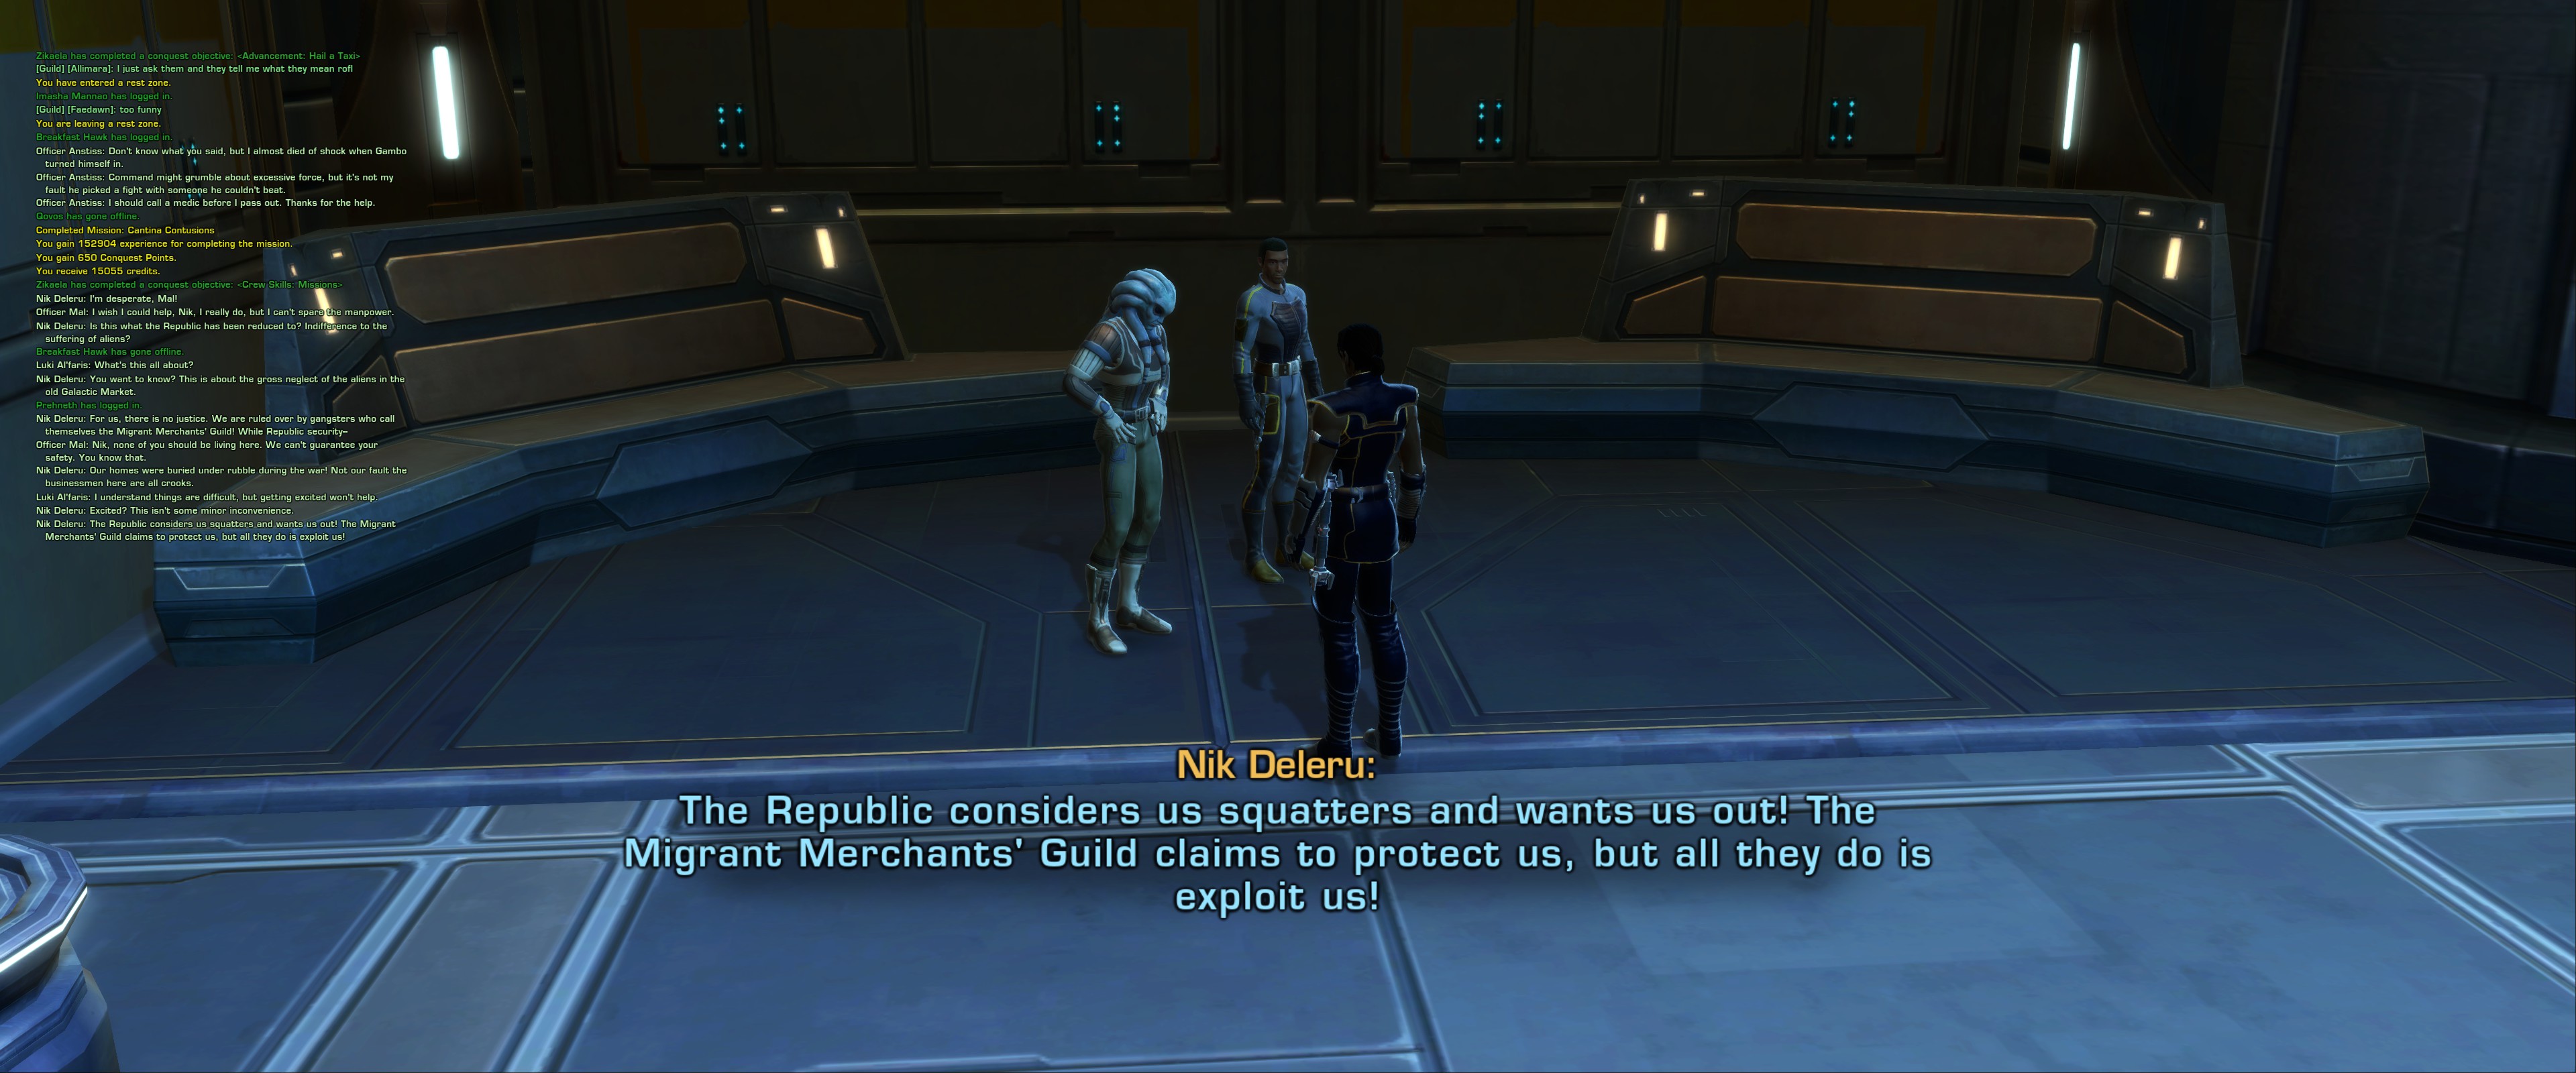 Zikaela has completed a conquest objective: <Advancement: Hail a Taxi>
[Guild] [Allimara]: I just ask them and they tell me what they mean rofl
You have entered a rest zone.
Imasha Mannao has logged in.
[Guild] [Faedawn]: too funny
You are leaving a rest zone.
Breakfast Hawk has logged in.
Officer Anstiss: Don't know what you said, but I almost died of shock when Gambo
turned himself in.
Officer Anstiss: Command might grumble about excessive force, but it's not my
fault he picked a fight with someone he couldn't beat.
Officer Anstiss: I should call a medic before I pass out. Thanks for the help.
Qovos has gone offline.
Completed Mission: Cantina Contusions
You gain 152904 experience for completing the mission.
You gain 650 Conquest Points.
You receive 15055 credits.
Zikaela has completed a conquest objective: <Crew Skills: Missions>
Nik Deleru: I'm desperate, Mal!
Officer Mal: I wish I could help, Nik, I really do, but I can't spare the manpower.
Nik Deleru: Is this what the Republic has been reduced to? Indifference to the
suffering of aliens?
Breakfast Hawk has gone offline.
Luki Al'faris: What's this all about?
Nik Deleru: You want to know? This is about the gross neglect of the aliens in the
old Galactic Market.
Prehneth has logged in.
Nik Deleru: For us, there is no justice. We are ruled over by gangsters who call
themselves the Migrant Merchants' Guild! While Republic security–
Officer Mal: Nik, none of you should be living here. We can't guarantee your
safety. You know that.
Nik Deleru: Our homes were buried under rubble during the war! Not our fault the
businessmen here are all crooks.
Luki Al'faris: I understand things are difficult, but getting excited won't help.
Nik Deleru: Excited? This isn't some minor inconvenience.
Nik Deleru: The Republic considers us squatters and wants us out! The Migrant
Merchants' Guild claims to protect us, but all they do is exploit us!
Nik Deleru:
The Republic considers us squatters and wants us out! The
Migrant Merchants' Guild claims to protect us, but all they do is
exploit us!